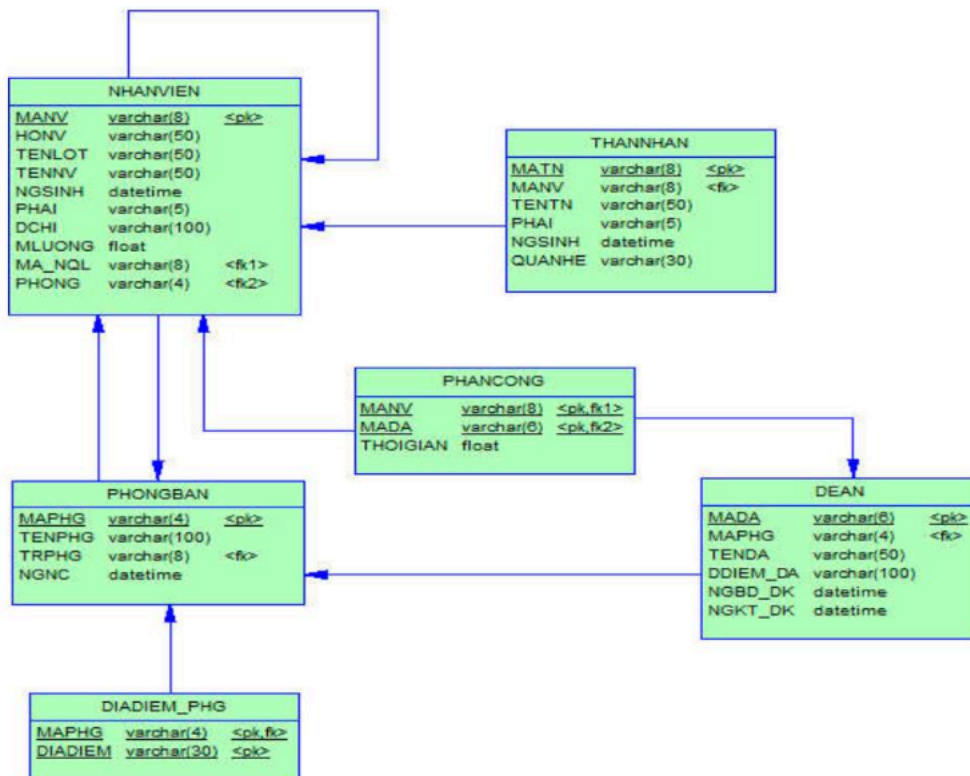 NHANVIEN
MANV varchar(8) <pk>
HONV varchar(50)
TENLOT varchar(50)
TENNV varchar(50)
NGSINH datetime
PHAI varchar(5)
DCHI varchar(100)
MLUONG float
MA_NQL varchar(8) <fk1>
PHONG varchar(4) <fk2>
THANNHAN
MATN varchar(8) <pk>
MANV varchar(8) <fk>
TENTN varchar(50)
PHAI varchar(5)
NGSINH datetime
QUANHE varchar(30)
PHANCONG
MANV varchar(8) <pk,fk1>
MADA varchar(6) <pk,fk2>
THOIGIAN float
PHONGBAN
MAPHG varchar(4) <pk>
TENPHG varchar(100)
TRPHG varchar(8) <fk>
NGNC datetime
DEAN
MADA varchar(6) <pk>
MAPHG varchar(4) <fk>
TENDA varchar(50)
DDIEM_DA varchar(100)
NGBD_DK datetime
NGKT_DK datetime
DIADIEM_PHG
MAPHG varchar(4) <pk,fk>
DIADIEM varchar(30) <pk>